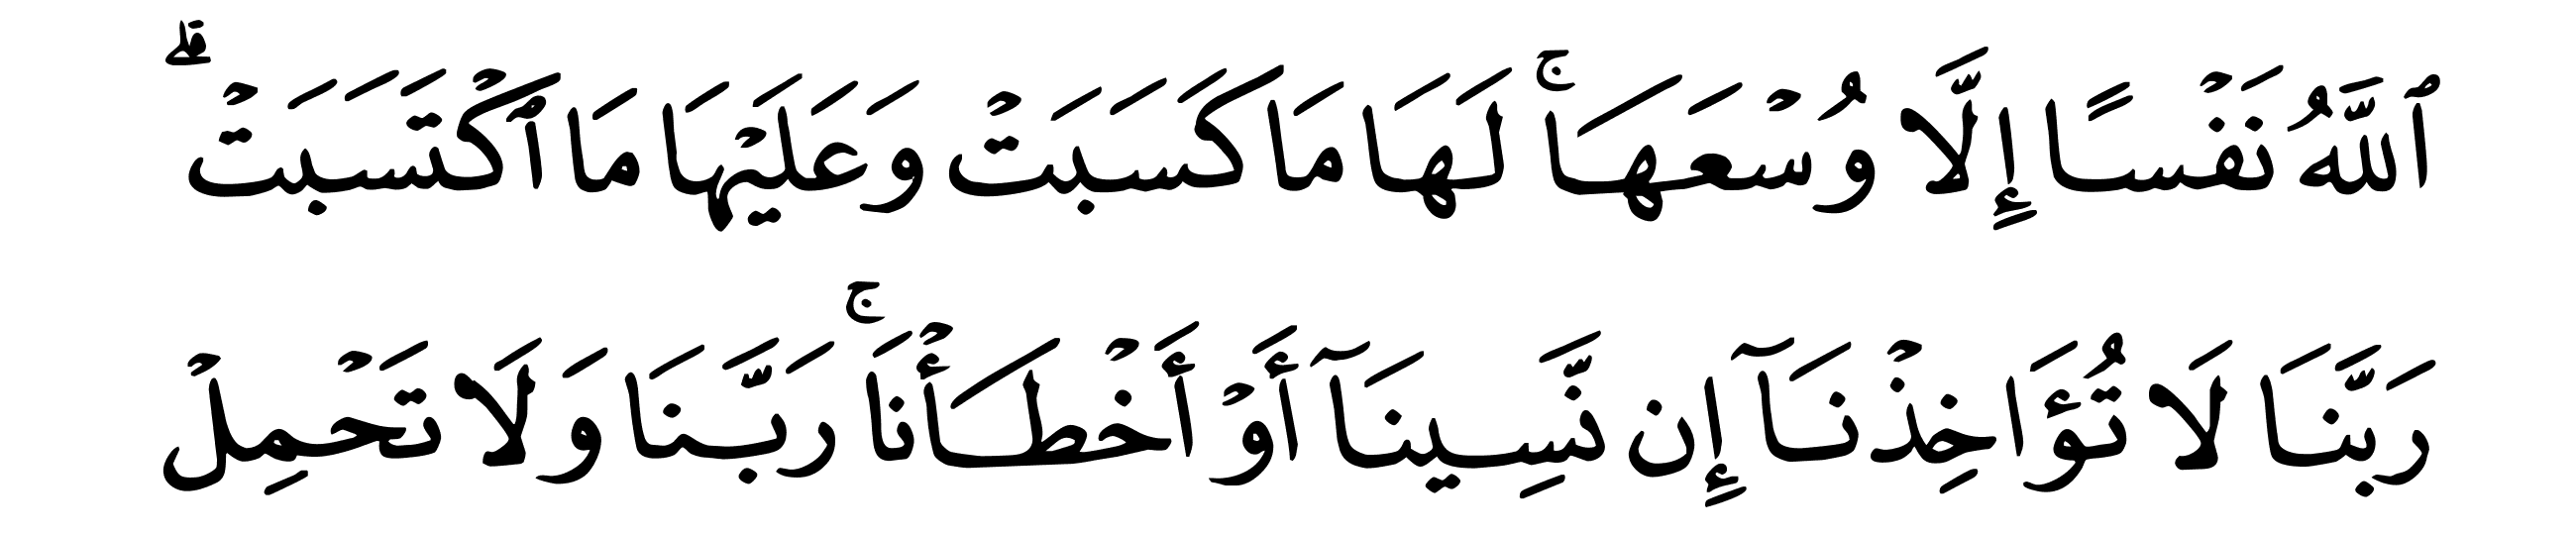 ٱللَّهُ نَفۡسًا إِلَّا وُسۡعَهَاۚ لَهَا مَا كَسَبَتۡ وَعَلَيۡهَا مَا ٱكۡتَسَبَتۡۗ
رَبَّنَا لَا تُؤَاخِذۡنَآ إِن نَّسِينَآ أَوۡ أَخۡطَأۡنَاۚ رَبَّنَا وَلَا تَحۡمِلۡ